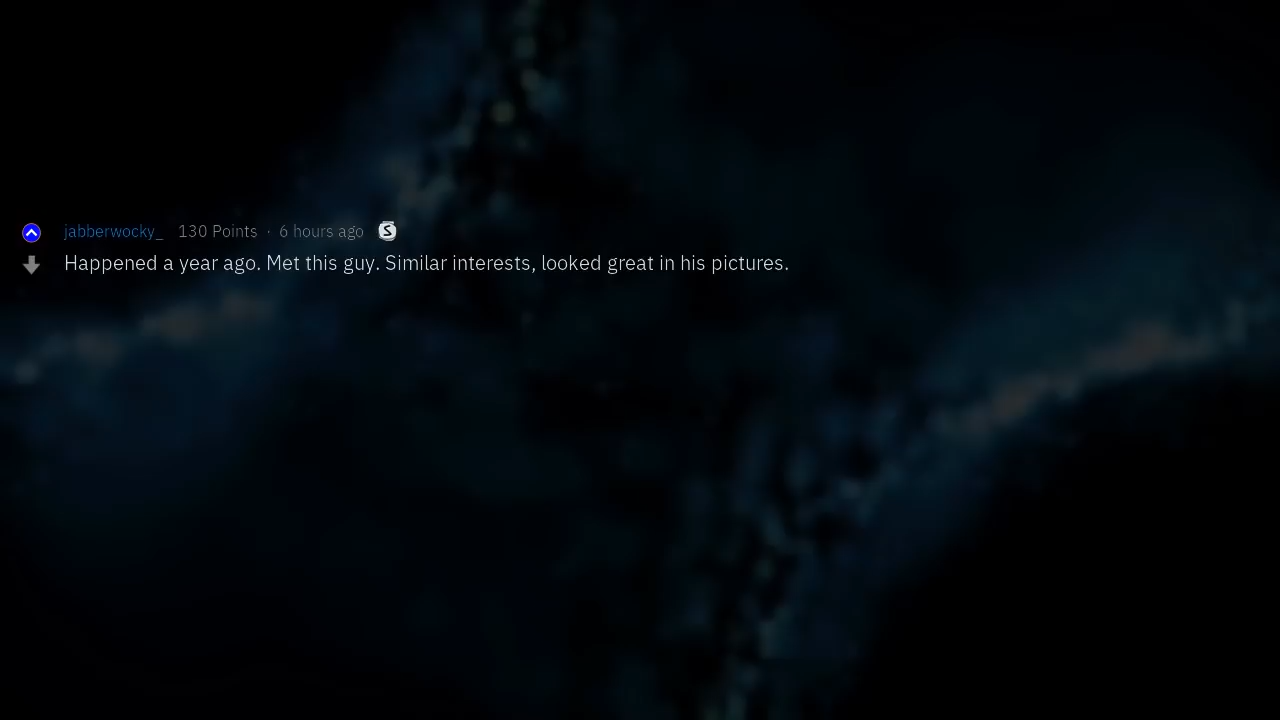 jabberwocky_ 130 Points · 6 hours ago S
Happened a year ago. Met this guy. Similar interests, looked great in his pictures.